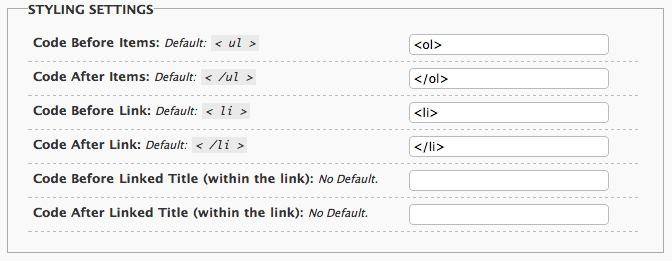 STYLING SETTINGS
Code Before Items: Default: < ul > <ol>
Code After Items: Default: < /ul > </ol>
Code Before Link: Default: < li > <li>
Code After Link: Default: < /li > </li>
Code Before Linked Title (within the link): No Default.
Code After Linked Title (within the link): No Default.